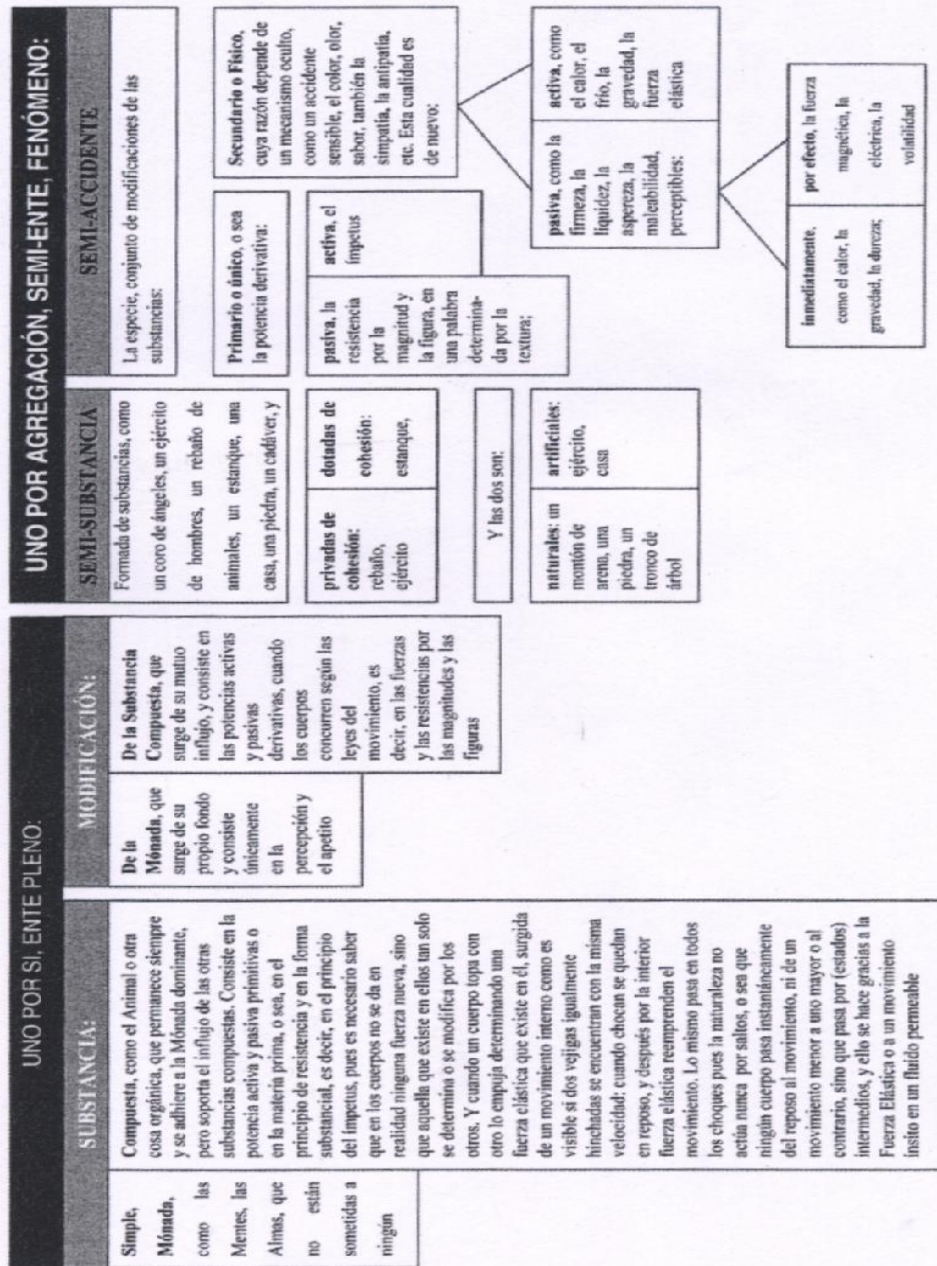 UNO POR SI, ENTE PLENO:
SUBSTANCIA:
Simple,
Mónada,
como las
Mentes, las
Almas, que
no están
sometidas a
ningún
Compuesta, como el Animal o otra
cosa orgánica, que permanece siempre
y se adhiere a la Mónada dominante,
pero soporta el influjo de las otras
substancias compuestas. Consiste en la
potencia activa y pasiva primitivas o
en la materia prima, o sea, en el
principio de resistencia y en la forma
substancial, es decir, en el principio
del impetus, pues es necesario saber
que en los cuerpos no se da en
realidad ninguna fuerza nueva, sino
que aquella que existe en ellos tan solo
se determina o se modifica por los
otros. Y cuando un cuerpo topa con
otro lo empuja determinando una
fuerza elástica que existe en él, surgida
de un movimiento interno como es
visible si dos vejigas igualmente
hinchadas se encuentran con la misma
velocidad: cuando chocan se quedan
en reposo, y después por la interior
fuerza elástica reemprenden el
movimiento. Lo mismo pasa en todos
los choques pues la naturaleza no
actúa nunca por saltos, o sea que
ningún cuerpo pasa instantáneamente
del reposo al movimiento, ni de un
movimiento menor a uno mayor o al
contrario, sino que pasa por (estados)
intermedios, y ello se hace gracias a la
Fuerza Elástica o a un movimiento
ínsito en un fluido permeable
MODIFICACIÓN:
De la
Mónada, que
surge de su
propio fondo
y consiste
únicamente
en la
percepción y
el apetito
De la Substancia
Compuesta, que
surge de su mutuo
influjo, y consiste en
las potencias activas
y pasivas
derivativas, cuando
los cuerpos
concurren según las
leyes del
movimiento, es
decir, en las fuerzas
y las resistencias por
las magnitudes y las
figuras
UNO POR AGREGACIÓN, SEMI-ENTE, FENÓMENO:
SEMI-SUBSTANCIA
Formada de substancias, como
un coro de ángeles, un ejército
de hombres, un rebaño de
animales, un estanque, una
casa, una piedra, un cadáver, y
privadas de
cohesión:
rebaño,
ejército
dotadas de
cohesión:
estanque,
Y las dos son:
naturales: un
montón de
arena, una
piedra, un
tronco de
árbol
artificiales:
ejército,
casa
SEMI-ACCIDENTE
La especie, conjunto de modificaciones de las
substancias:
Primario o único, o sea
la potencia derivativa:
pasiva, la
resistencia
por la
magnitud y
la figura, en
una palabra
determina-
da por la
textura;
activa, el
ímpetus
Secundario o Físico,
cuya razón depende de
un mecanismo oculto,
como un accidente
sensible, el color, olor,
sabor, también la
simpatía, la antipatía,
etc. Esta cualidad es
de nuevo:
pasiva, como la
firmeza, la
liquidez, la
aspereza, la
maleabilidad,
perceptibles:
activa, como
el calor, el
frío, la
gravedad, la
fuerza
elástica
inmediatamente,
como el calor, la
gravedad, la dureza;
por efecto, la fuerza
magnética, la
eléctrica, la
volatilidad